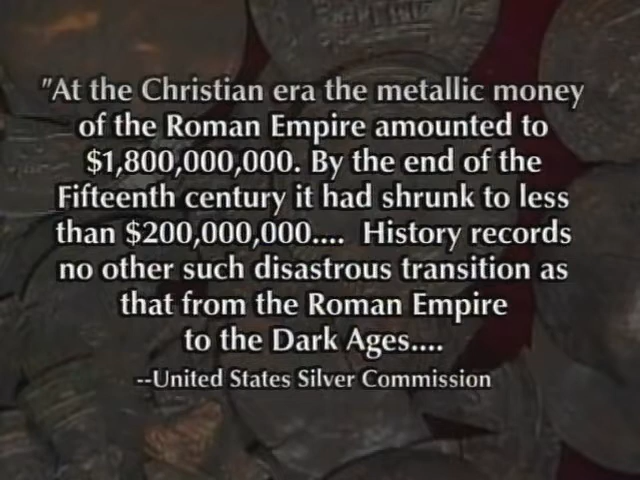 "At the Christian era the metallic money
of the Roman Empire amounted to
$1,800,000,000. By the end of the
Fifteenth century it had shrunk to less
than $200,000,000.... History records
no other such disastrous transition as
that from the Roman Empire
to the Dark Ages....
--United States Silver Commission